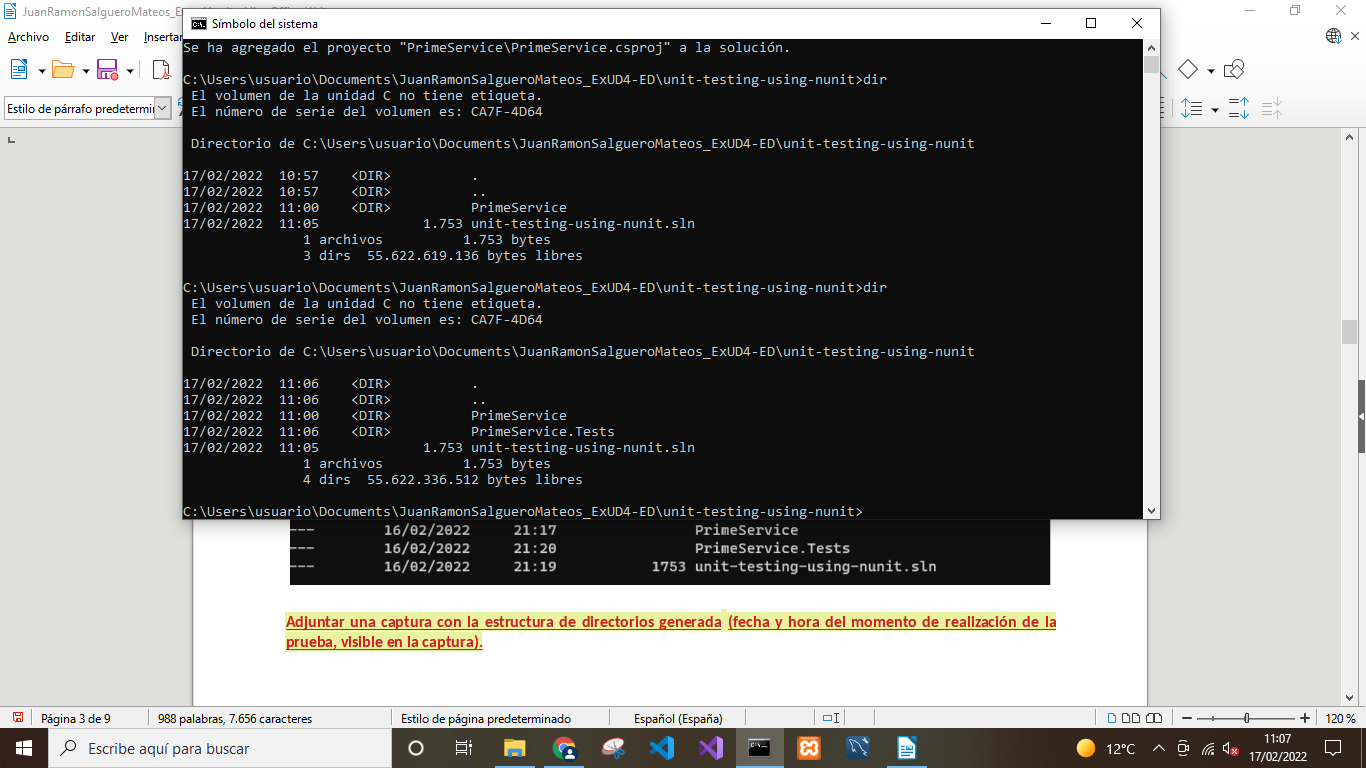 JuanRamonSalgueroMateos_E
Símbolo del sistema
Archivo Editar Ver Insertar
Estilo de párrafo predetermi
Se ha agregado el proyecto "PrimeService\PrimeService.csproj" a la solución.
C:\Users\usuario\Documents\JuanRamonSalgueroMateos_ExUD4-ED\unit-testing-using-nunit>dir
El volumen de la unidad C no tiene etiqueta.
El número de serie del volumen es: CA7F-4D64
Directorio de C:\Users\usuario\Documents\JuanRamonSalgueroMateos_ExUD4-ED\unit-testing-using-nunit
17/02/2022 10:57 <DIR> .
17/02/2022 10:57 <DIR> ..
17/02/2022 11:00 <DIR> PrimeService
17/02/2022 11:05 1.753 unit-testing-using-nunit.sln
1 archivos 1.753 bytes
3 dirs 55.622.619.136 bytes libres
C:\Users\usuario\Documents\JuanRamonSalgueroMateos_ExUD4-ED\unit-testing-using-nunit>dir
El volumen de la unidad C no tiene etiqueta.
El número de serie del volumen es: CA7F-4D64
Directorio de C:\Users\usuario\Documents\JuanRamonSalgueroMateos_ExUD4-ED\unit-testing-using-nunit
17/02/2022 11:06 <DIR> .
17/02/2022 11:06 <DIR> ..
17/02/2022 11:00 <DIR> PrimeService
17/02/2022 11:06 <DIR> PrimeService.Tests
17/02/2022 11:05 1.753 unit-testing-using-nunit.sln
1 archivos 1.753 bytes
4 dirs 55.622.336.512 bytes libres
C:\Users\usuario\Documents\JuanRamonSalgueroMateos_ExUD4-ED\unit-testing-using-nunit>
--- 16/02/2022 21:17 PrimeService
--- 16/02/2022 21:20 PrimeService.Tests
--- 16/02/2022 21:19 1753 unit-testing-using-nunit.sln
Adjuntar una captura con la estructura de directorios generada (fecha y hora del momento de realización de la
prueba, visible en la captura).
Página 3 de 9 988 palabras, 7.656 caracteres Estilo de página predeterminado Español (España) 120 %
Escribe aquí para buscar
12°C
11:07
17/02/2022